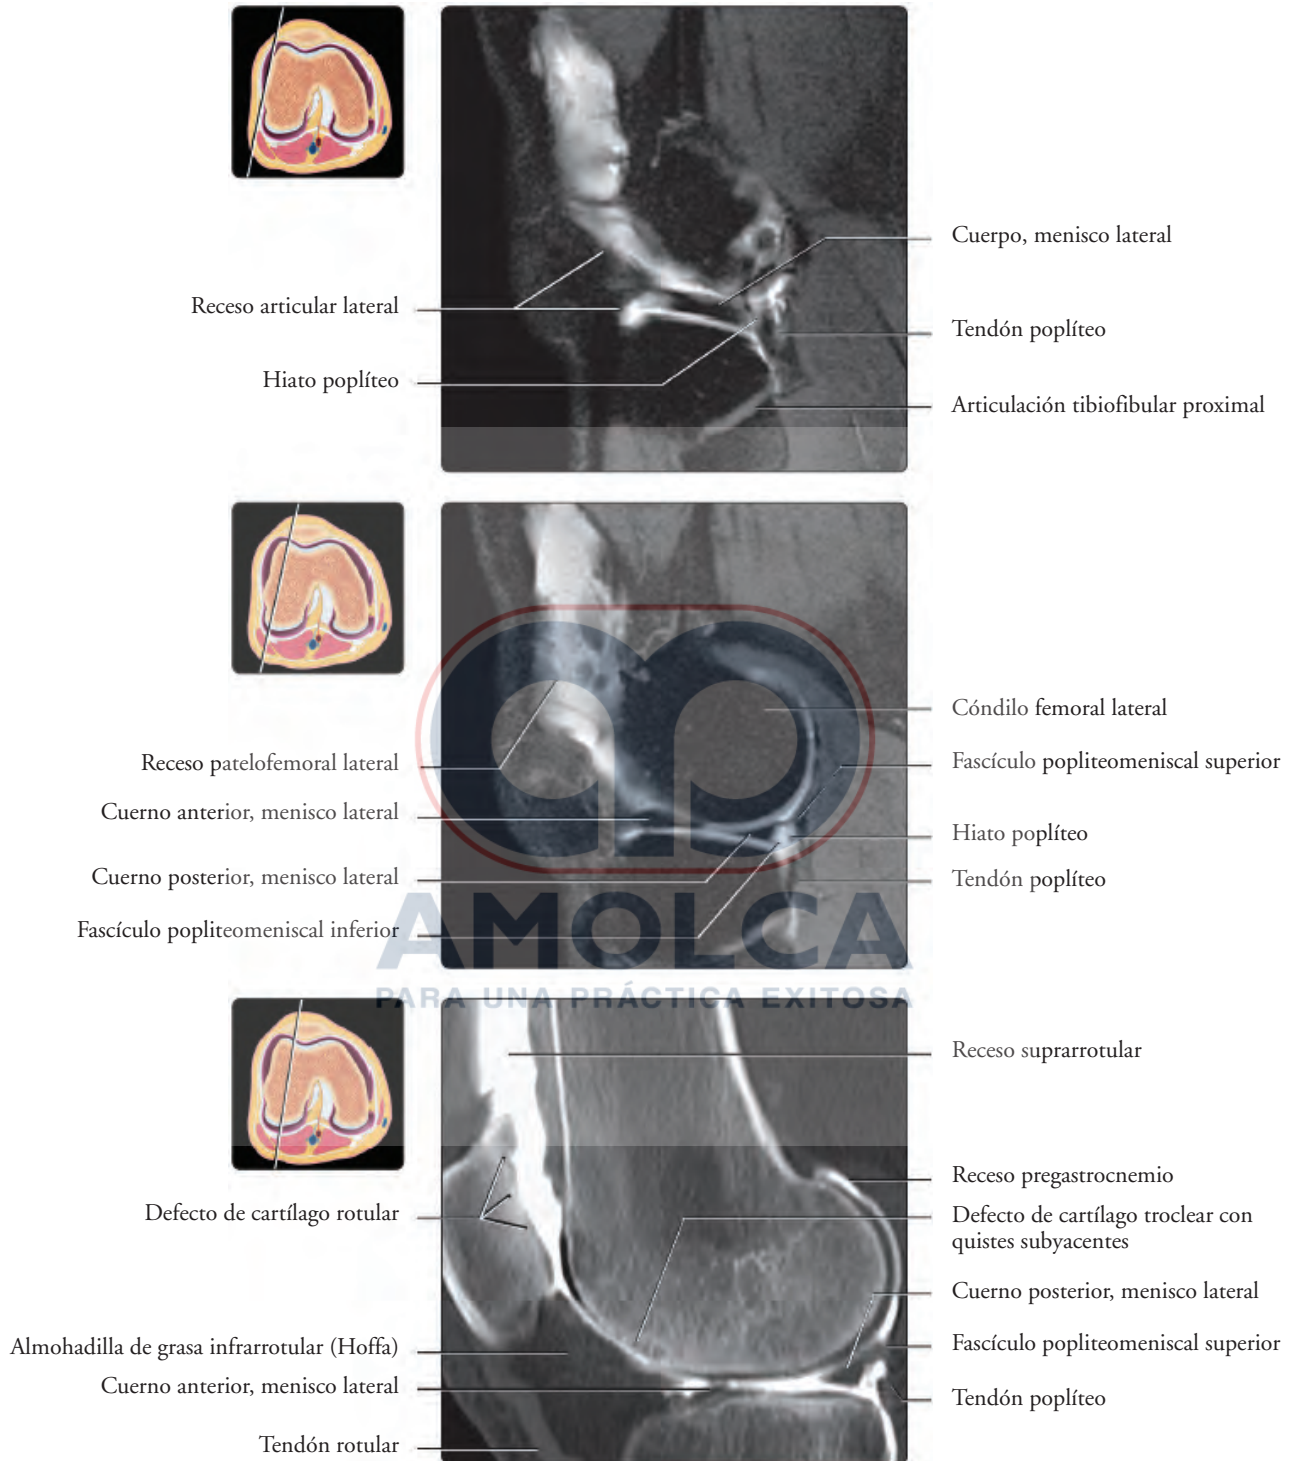 Cuerpo, menisco lateral
Receso articular lateral
Tendón poplíteo
Hiato poplíteo
Articulación tibiofibular proximal
Cóndilo femoral lateral
Receso patelofemoral lateral
Fascículo popliteomeniscal superior
Cuerno anterior, menisco lateral
Hiato poplíteo
Cuerno posterior, menisco lateral
Tendón poplíteo
Fascículo popliteomeniscal inferior
AMOLCA
PARA UNA PRÁCTICA EXITOSA
Receso suprarrotular
Receso pregastrocnemio
Defecto de cartílago rotular
Defecto de cartílago troclear con
quistes subyacentes
Cuerno posterior, menisco lateral
Almohadilla de grasa infrarrotular (Hoffa)
Fascículo popliteomeniscal superior
Cuerno anterior, menisco lateral
Tendón poplíteo
Tendón rotular